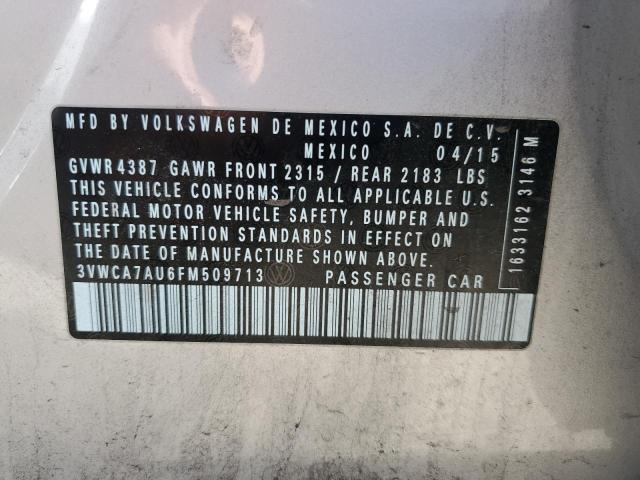 MFD BY VOLKSWAGEN DE MEXICO S.A. DE C.V.
MEXICO 04/15
GVWR 4387 GAWR FRONT 2315 / REAR 2183 LBS
THIS VEHICLE CONFORMS TO ALL APPLICABLE U.S.
FEDERAL MOTOR VEHICLE SAFETY, BUMPER AND
THEFT PREVENTION STANDARDS IN EFFECT ON
THE DATE OF MANUFACTURE SHOWN ABOVE.
3VWCA7AU6FM509713 PASSENGER CAR
1633162 3146 M